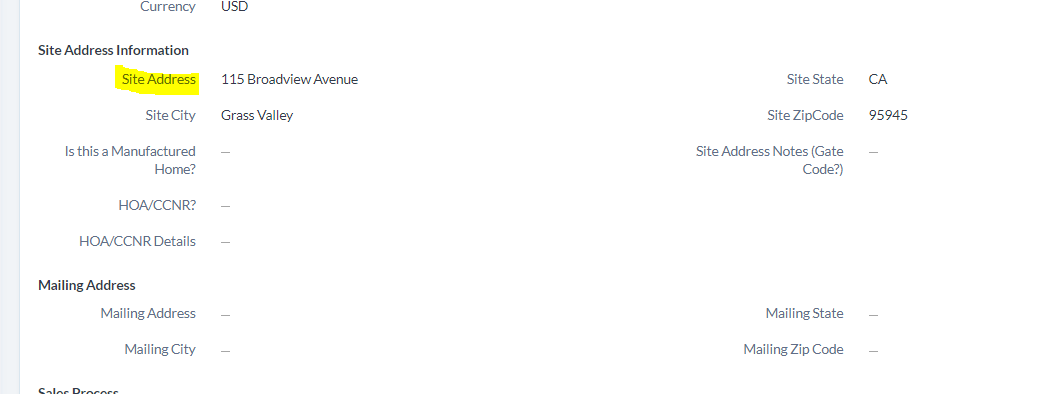 Currency USD
Site Address Information
Site Address 115 Broadview Avenue Site State CA
Site City Grass Valley Site ZipCode 95945
Is this a Manufactured Home? — Site Address Notes (Gate Code?) —
HOA/CCNR? —
HOA/CCNR Details —
Mailing Address
Mailing Address — Mailing State —
Mailing City — Mailing Zip Code —
Sales Process